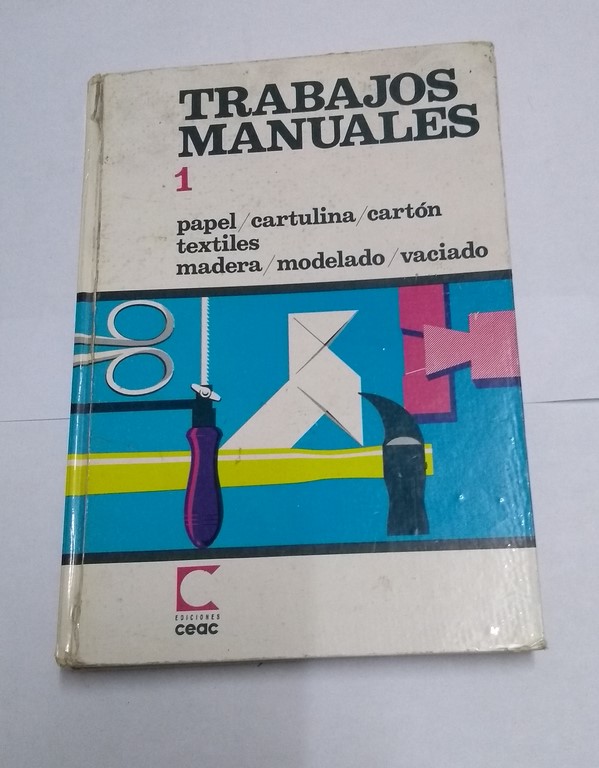 TRABAJOS
MANUALES
1
papel/cartulina/cartón
textiles
madera/modelado/vaciado
EDICIONES
ceac